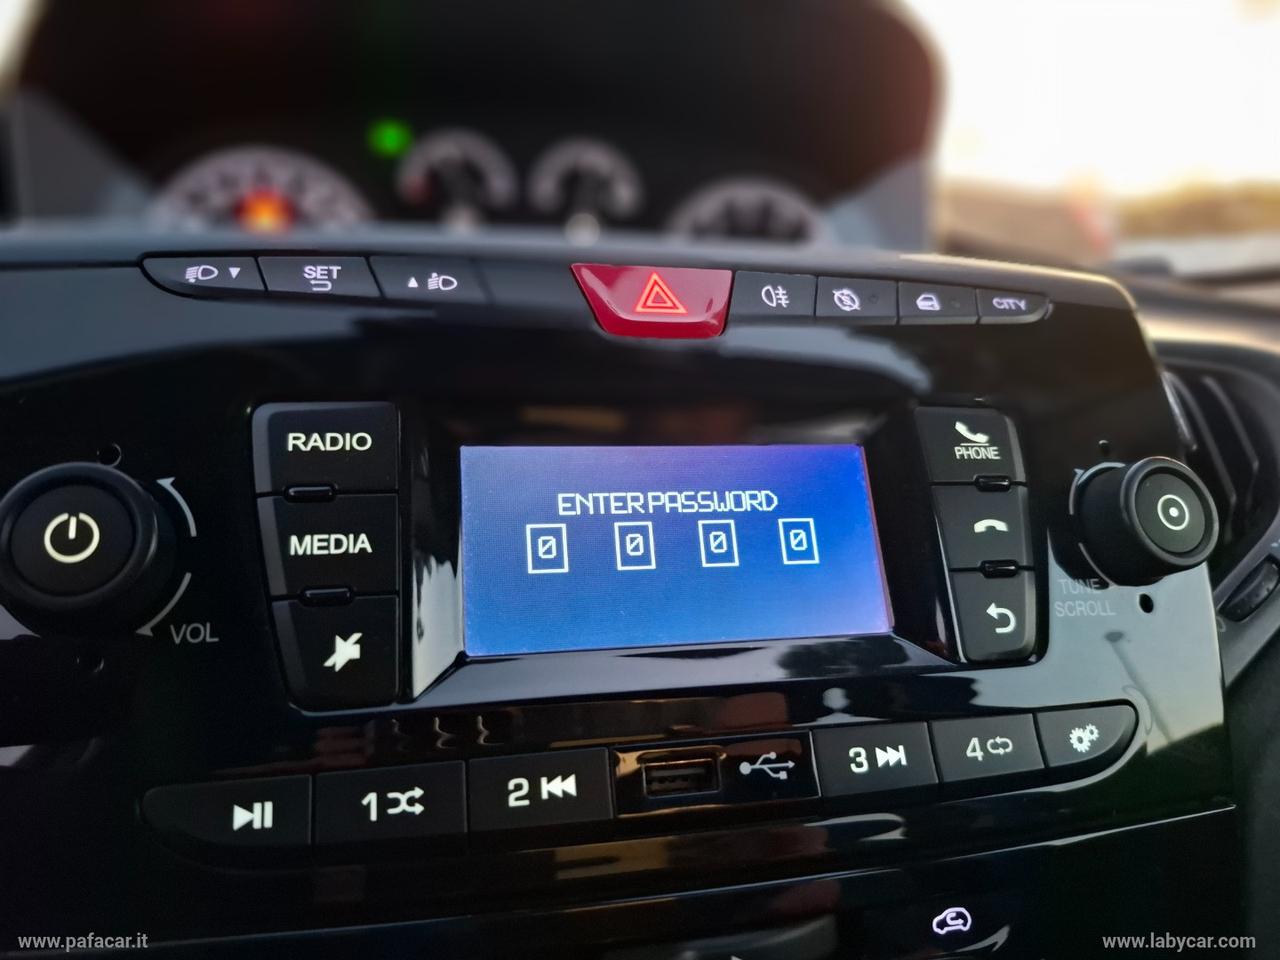 SET
CITY
RADIO
PHONE
ENTER PASSWORD
0 0 0 0
MEDIA
VOL
TUNE
SCROLL
1
2
3
4
www.pafacar.it
www.labycar.com